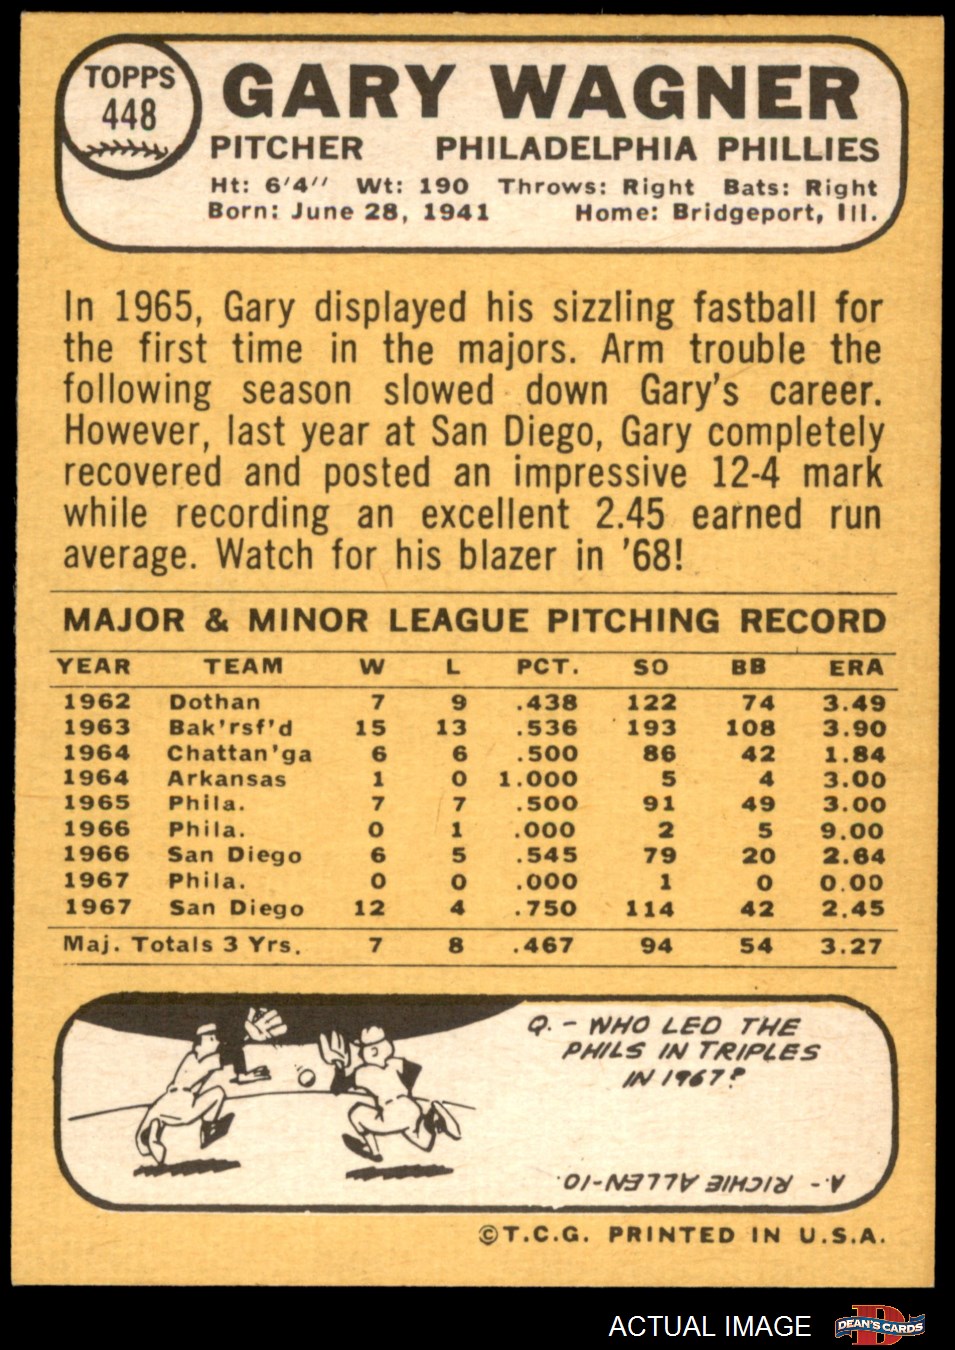 TOPPS
448
GARY WAGNER
PITCHER PHILADELPHIA PHILLIES
Ht: 6'4'' Wt: 190 Throws: Right Bats: Right
Born: June 28, 1941 Home: Bridgeport, Ill.
In 1965, Gary displayed his sizzling fastball for
the first time in the majors. Arm trouble the
following season slowed down Gary's career.
However, last year at San Diego, Gary completely
recovered and posted an impressive 12-4 mark
while recording an excellent 2.45 earned run
average. Watch for his blazer in '68!
MAJOR & MINOR LEAGUE PITCHING RECORD
YEAR TEAM W L PCT. SO BB ERA
1962 Dothan 7 9 .438 122 74 3.49
1963 Bak'rsf'd 15 13 .536 193 108 3.90
1964 Chattan'ga 6 6 .500 86 42 1.84
1964 Arkansas 1 0 1.000 5 4 3.00
1965 Phila. 7 7 .500 91 49 3.00
1966 Phila. 0 1 .000 2 5 9.00
1966 San Diego 6 5 .545 79 20 2.64
1967 Phila. 0 0 .000 1 0 0.00
1967 San Diego 12 4 .750 114 42 2.45
Maj. Totals 3 Yrs. 7 8 .467 94 54 3.27
Q. - WHO LED THE
PHILS IN TRIPLES
IN 1967?
A.- RICHIE ALLEN-10.
©T.C.G. PRINTED IN U.S.A.
ACTUAL IMAGE
DEAN'S CARDS